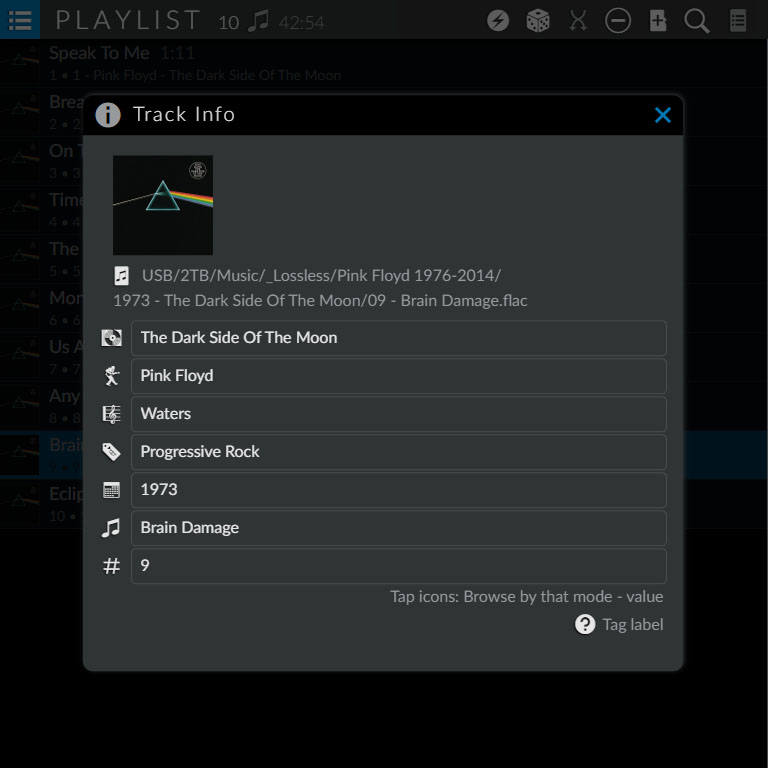 PLAYLIST 10 42:54
Speak To Me 1:11
1 • 1 - Pink Floyd - The Dark Side Of The Moon
Brea
2 • 2
On T
3 • 3
Time
4 • 4
The
5 • 5
Mon
6 • 6
Us A
7 • 7
Any
8 • 8
Brai
9 • 9
Eclip
10 •
Track Info
USB/2TB/Music/_Lossless/Pink Floyd 1976-2014/
1973 - The Dark Side Of The Moon/09 - Brain Damage.flac
The Dark Side Of The Moon
Pink Floyd
Waters
Progressive Rock
1973
Brain Damage
# 9
Tap icons: Browse by that mode - value
? Tag label